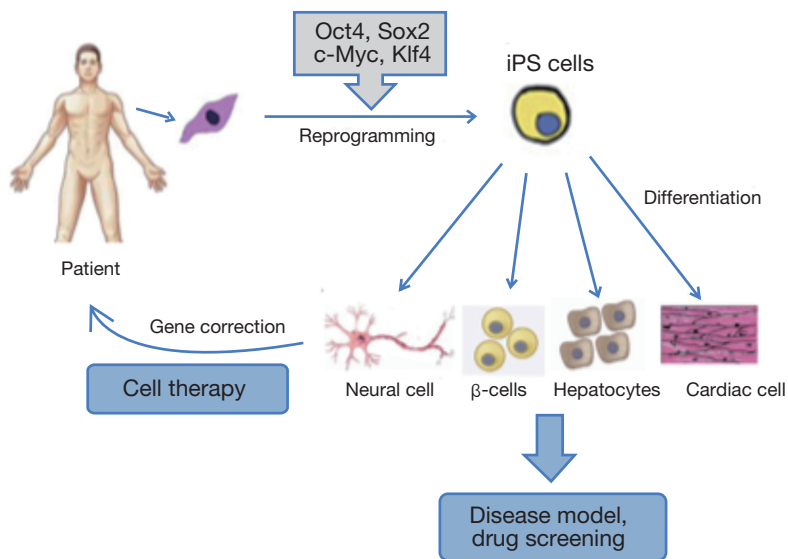 Oct4, Sox2
c-Myc, Klf4
iPS cells
Reprogramming
Differentiation
Patient
Gene correction
Cell therapy
Neural cell
β-cells
Hepatocytes
Cardiac cell
Disease model,
drug screening